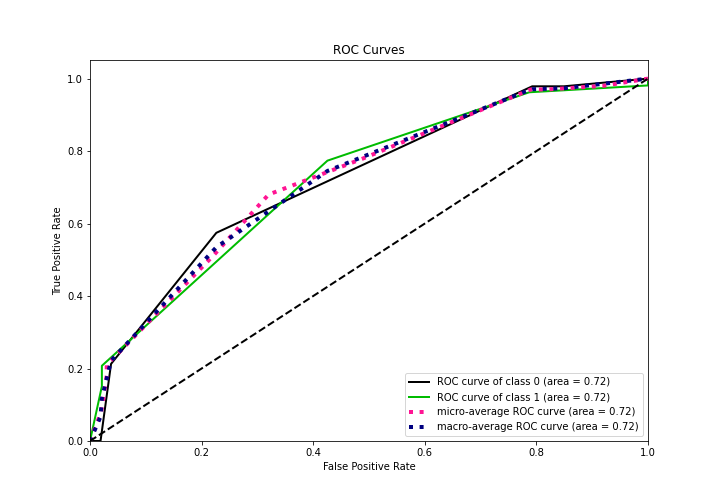 ROC Curves
True Positive Rate
1.0
0.8
0.6
0.4
0.2
0.0
0.0 0.2 0.4 0.6 0.8 1.0
False Positive Rate
ROC curve of class 0 (area = 0.72)
ROC curve of class 1 (area = 0.72)
micro-average ROC curve (area = 0.72)
macro-average ROC curve (area = 0.72)